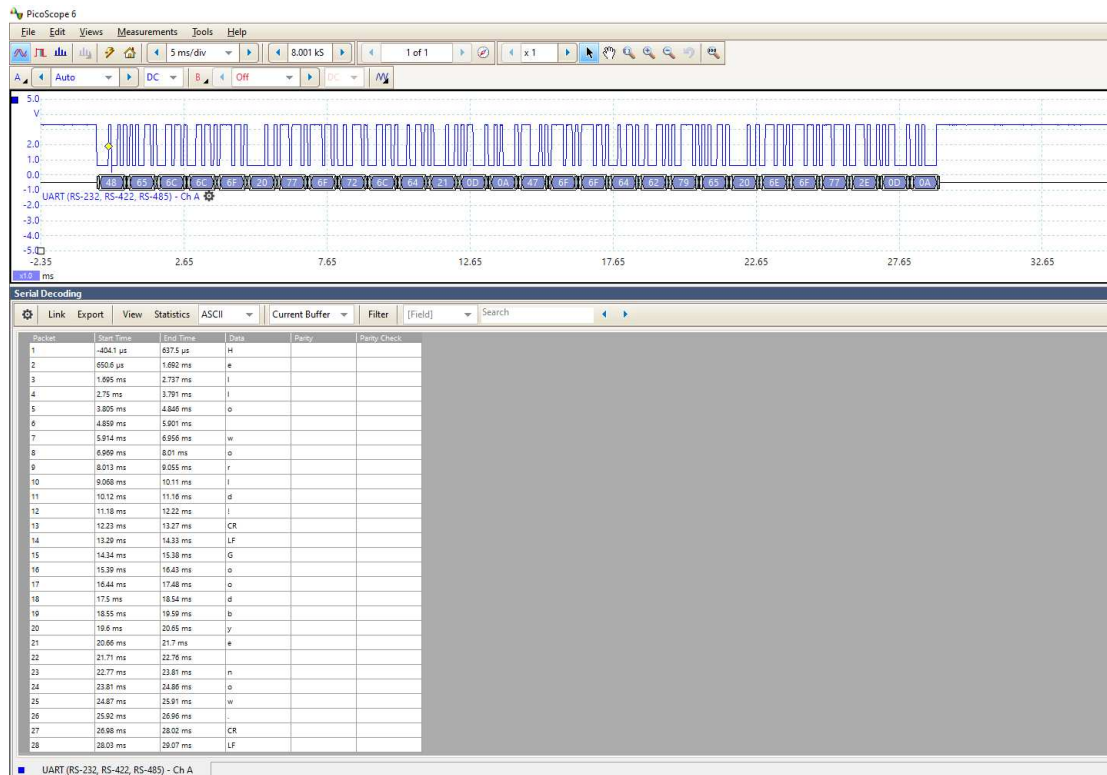 PicoScope 6
File Edit Views Measurements Tools Help
5 ms/div 8.001 kS 1 of 1 x 1
A Auto DC B Off DC
5.0
V
2.0
1.0
0.0
48 65 6C 6C 6F 20 77 6F 72 6C 64 21 0D 0A 47 6F 6F 64 62 79 65 20 6E 6F 77 2E 0D 0A
-1.0
UART (RS-232, RS-422, RS-485) - Ch A
-2.0
-3.0
-4.0
-5.0
-2.35 2.65 7.65 12.65 17.65 22.65 27.65 32.65
x1.0 ms
Serial Decoding
Link Export View Statistics ASCII Current Buffer Filter [Field] Search
Packet Start Time End Time Data Parity Parity Check
1 -404.1 µs 637.5 µs H
2 650.6 µs 1.692 ms e
3 1.695 ms 2.737 ms l
4 2.75 ms 3.791 ms l
5 3.805 ms 4.846 ms o
6 4.859 ms 5.901 ms
7 5.914 ms 6.956 ms w
8 6.969 ms 8.01 ms o
9 8.013 ms 9.055 ms r
10 9.068 ms 10.11 ms l
11 10.12 ms 11.16 ms d
12 11.18 ms 12.22 ms !
13 12.23 ms 13.27 ms CR
14 13.29 ms 14.33 ms LF
15 14.34 ms 15.38 ms G
16 15.39 ms 16.43 ms o
17 16.44 ms 17.48 ms o
18 17.5 ms 18.54 ms d
19 18.55 ms 19.59 ms b
20 19.6 ms 20.65 ms y
21 20.66 ms 21.7 ms e
22 21.71 ms 22.76 ms
23 22.77 ms 23.81 ms n
24 23.81 ms 24.86 ms o
25 24.87 ms 25.91 ms w
26 25.92 ms 26.96 ms .
27 26.98 ms 28.02 ms CR
28 28.03 ms 29.07 ms LF
UART (RS-232, RS-422, RS-485) - Ch A